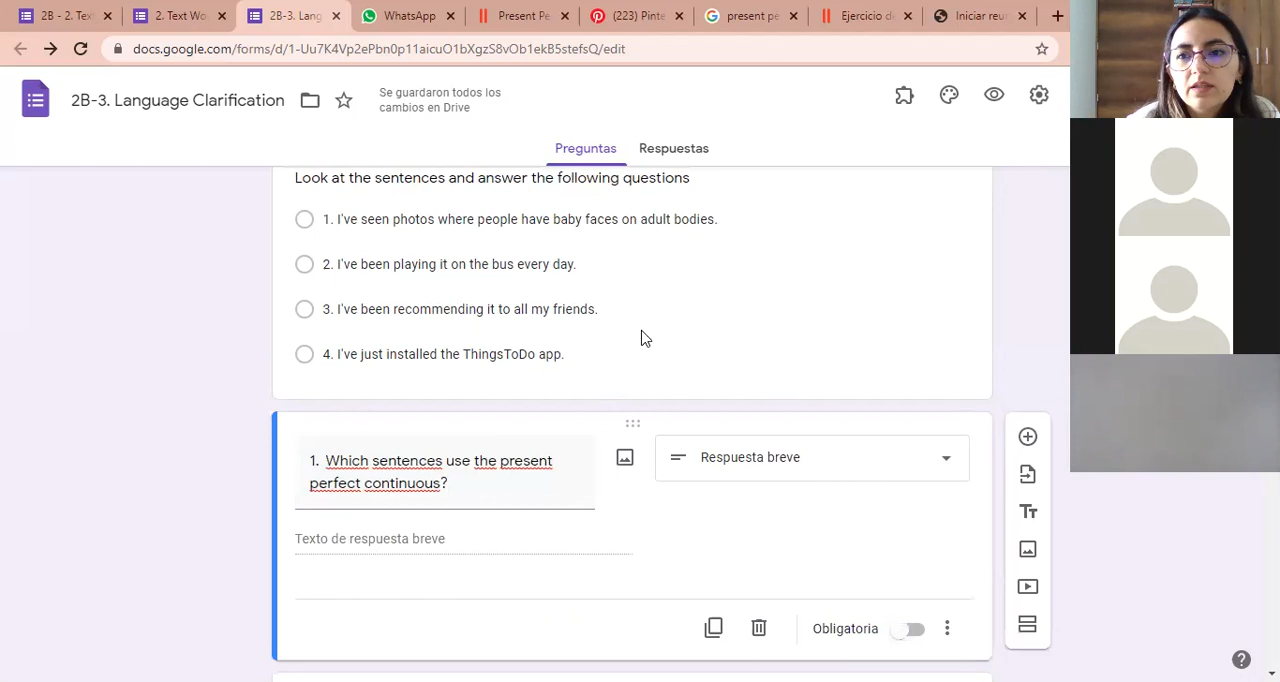 2B - 2. Tex
2. Text Wo
2B-3. Lang
WhatsApp
Present Pe
(223) Pinte
present pe
Ejercicio d
Iniciar reu
docs.google.com/forms/d/1-Uu7K4Vp2ePbn0p11aicuO1bXgzS8vOb1ekB5stefsQ/edit
2B-3. Language Clarification
Se guardaron todos los
cambios en Drive
Preguntas
Respuestas
Look at the sentences and answer the following questions
1. I've seen photos where people have baby faces on adult bodies.
2. I've been playing it on the bus every day.
3. I've been recommending it to all my friends.
4. I've just installed the ThingsToDo app.
1. Which sentences use the present
perfect continuous?
Respuesta breve
Texto de respuesta breve
Obligatoria